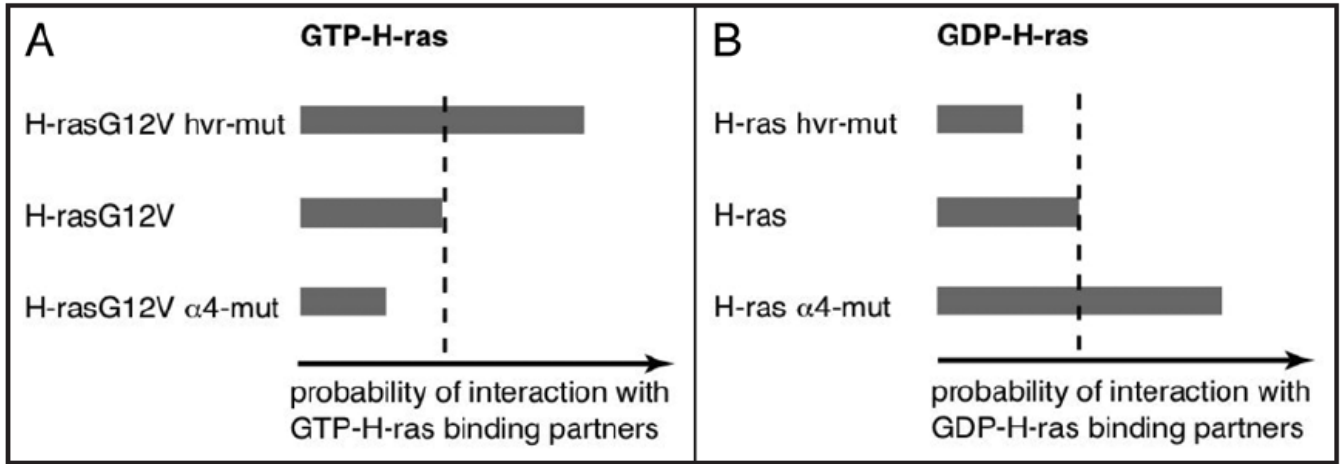 A
GTP-H-ras
H-rasG12V hvr-mut
H-rasG12V
H-rasG12V α4-mut
probability of interaction with
GTP-H-ras binding partners
B
GDP-H-ras
H-ras hvr-mut
H-ras
H-ras α4-mut
probability of interaction with
GDP-H-ras binding partners